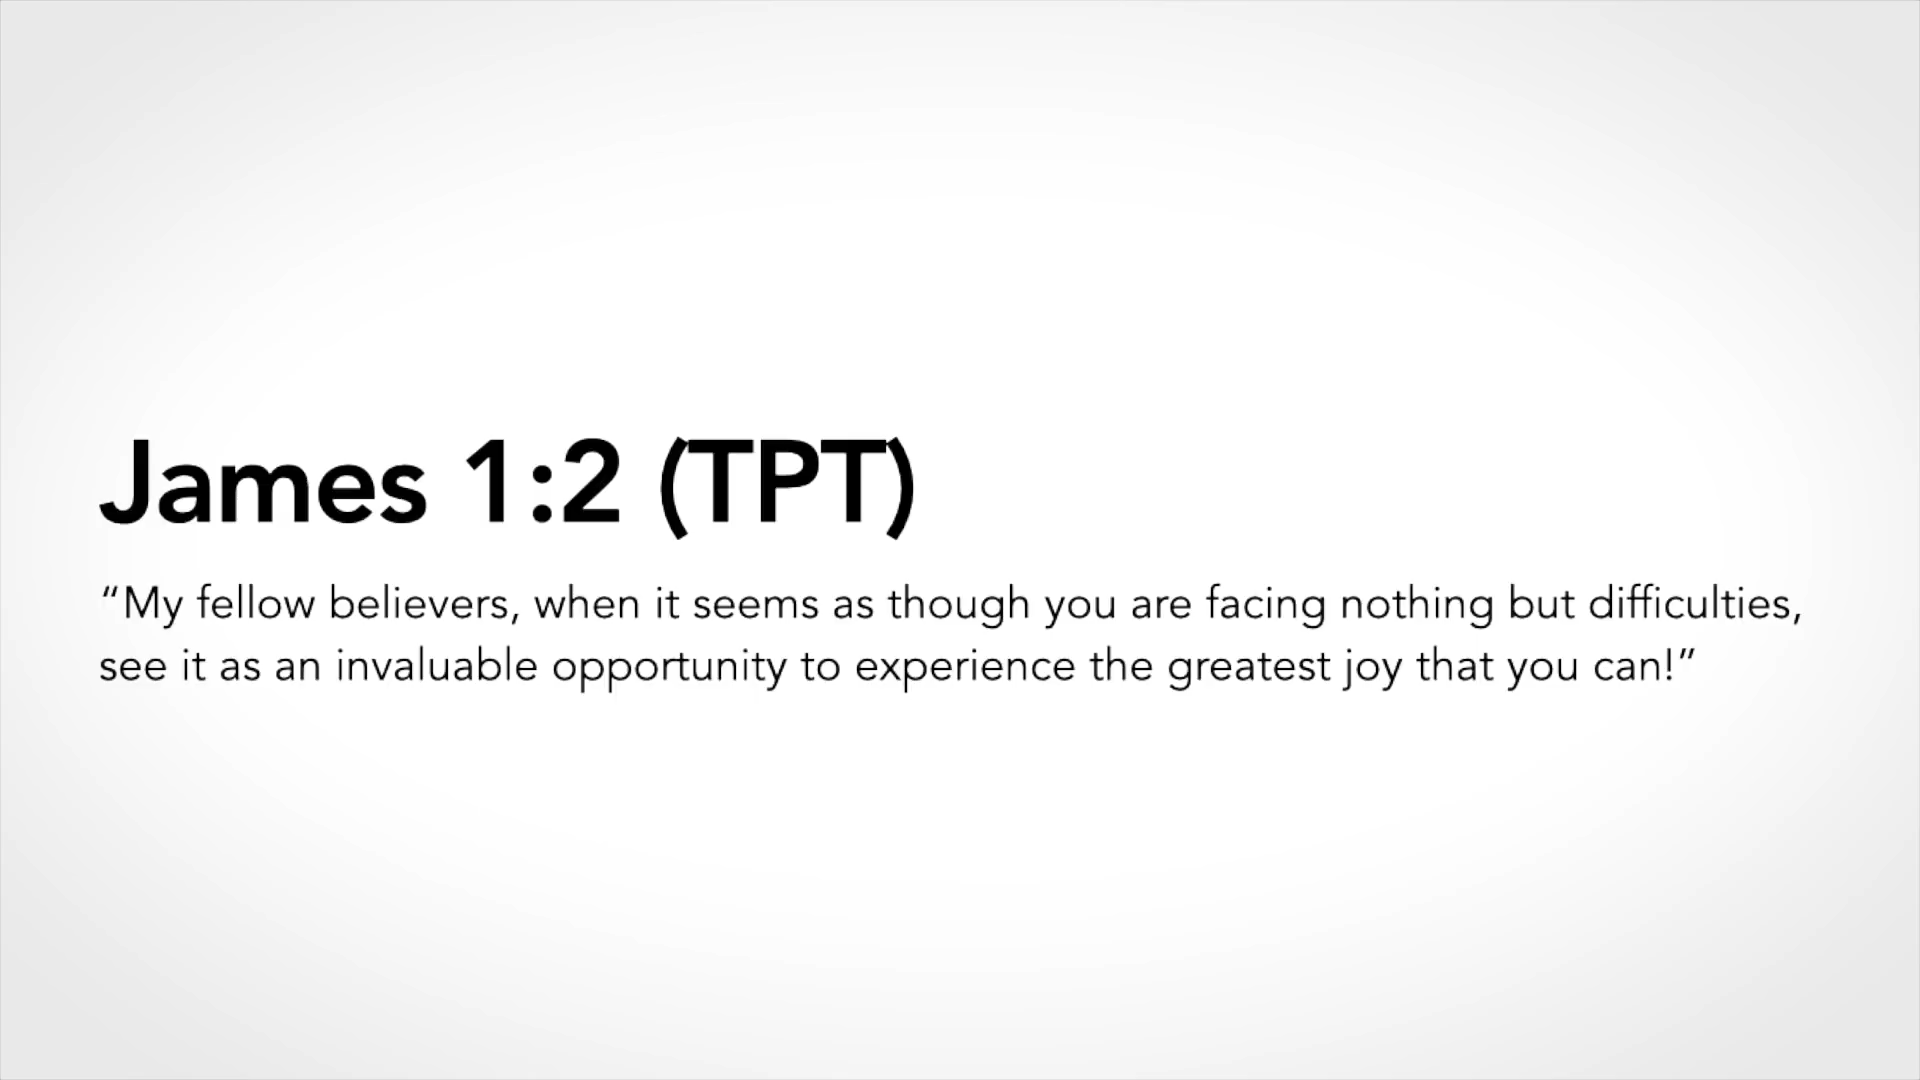 James 1:2 (TPT)
“My fellow believers, when it seems as though you are facing nothing but difficulties,
see it as an invaluable opportunity to experience the greatest joy that you can!”